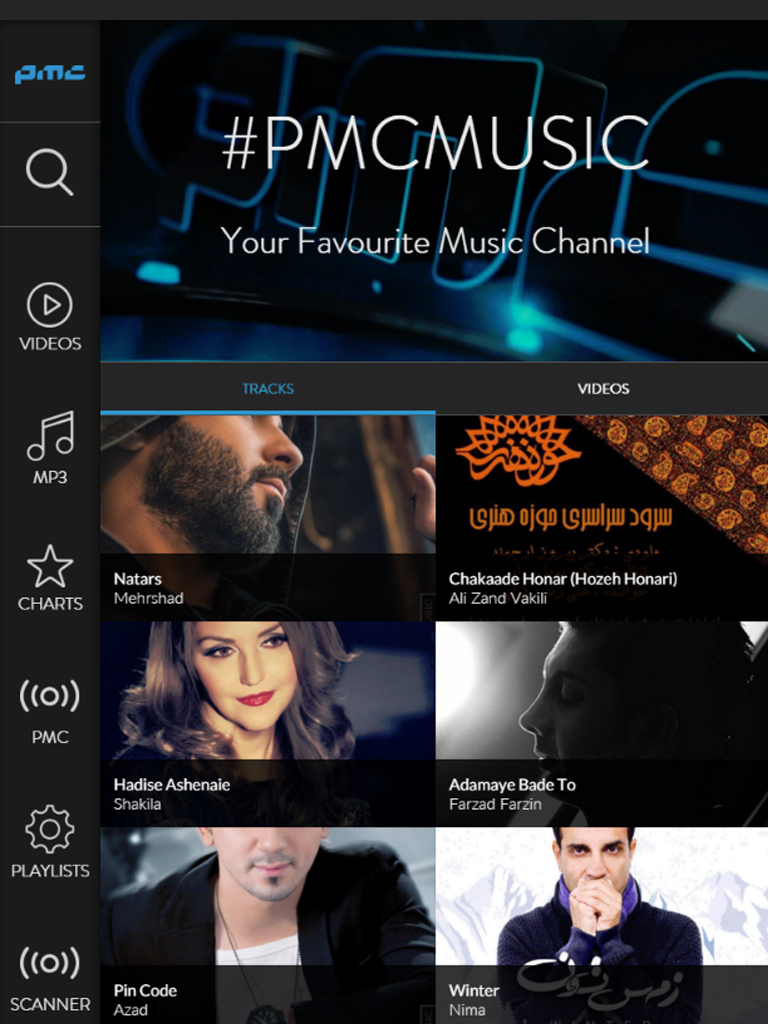 pmc
#PMCMUSIC
Your Favourite Music Channel
TRACKS
VIDEOS
VIDEOS
MP3
CHARTS
PMC
PLAYLISTS
SCANNER
Natars
Mehrshad
سرود سراسری حوزه هنری
Chakaade Honar (Hozeh Honari)
Ali Zand Vakili
Hadise Ashenaie
Shakila
Adamaye Bade To
Farzad Farzin
Pin Code
Azad
Winter
Nima